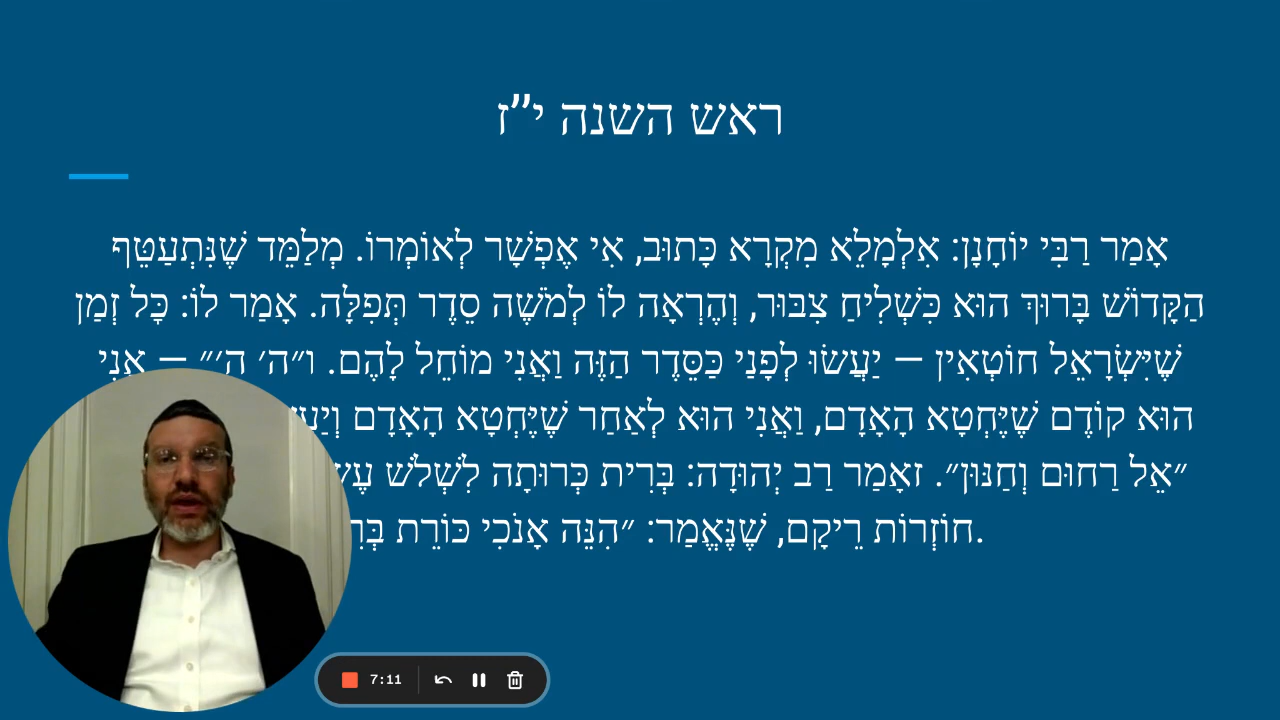 ראש השנה י״ז
אָמַר רַבִּי יוֹחָנָן: אִלְמָלֵא מִקְרָא כָּתוּב, אִי אֶפְשָׁר לְאוֹמְרוֹ. מְלַמֵּד שֶׁנִּתְעַטֵּף
הַקָּדוֹשׁ בָּרוּךְ הוּא כִּשְׁלִיחַ צִבּוּר, וְהֶרְאָה לוֹ לְמֹשֶׁה סֵדֶר תְּפִלָּה. אָמַר לוֹ: כׇּל זְמַן
שֶׁיִּשְׂרָאֵל חוֹטְאִין — יַעֲשׂוּ לְפָנַי כַּסֵּדֶר הַזֶּה וַאֲנִי מוֹחֵל לָהֶם. ו״ה׳ ה׳״ — אֲנִי
הוּא קוֹדֶם שֶׁיֶּחְטָא הָאָדָם, וַאֲנִי הוּא לְאַחַר שֶׁיֶּחְטָא הָאָדָם
״אֵל רַחוּם וְחַנּוּן״. זאָמַר רַב יְהוּדָה: בְּרִית כְּרוּתָה לִשְׁלֹשׁ
חוֹזְרוֹת רֵיקָם, שֶׁנֶּאֱמַר: ״הִנֵּה אָנֹכִי כּוֹרֵת .
7:11